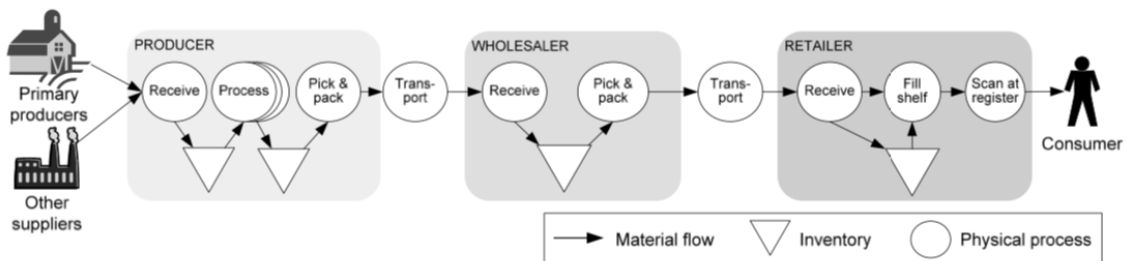 PRODUCER
WHOLESALER
RETAILER
Primary
producers
Receive
Process
Pick &
pack
Trans-
port
Receive
Pick &
pack
Trans-
port
Receive
Fill
shelf
Scan at
register
Consumer
Other
suppliers
Material flow
Inventory
Physical process